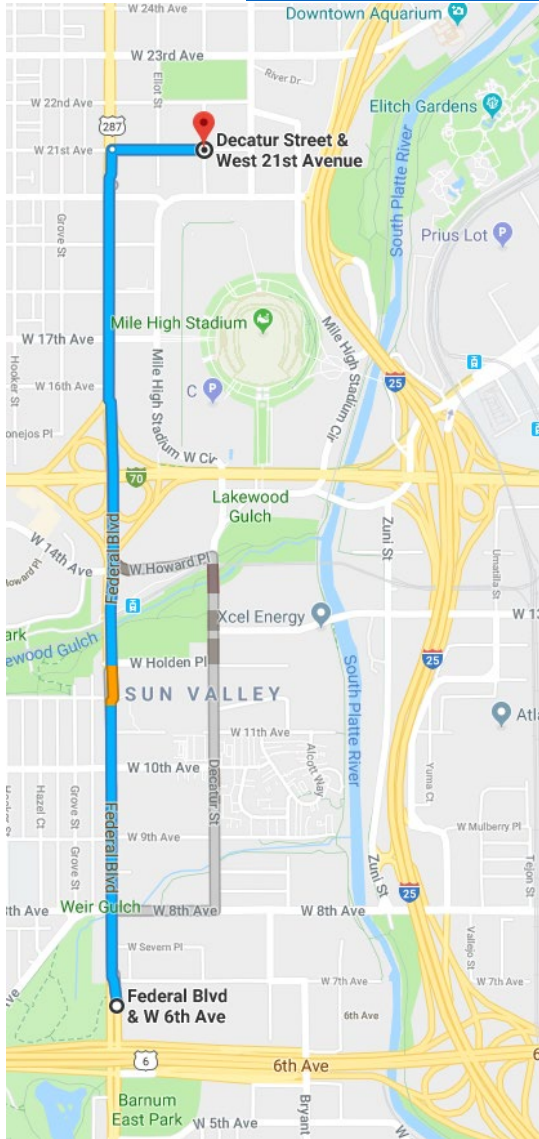 W 24th Ave
Downtown Aquarium
W 23rd Ave
River Dr
Eliot St
W 22nd Ave
Elitch Gardens
287
W 21st Ave
Decatur Street &
West 21st Avenue
South Platte River
Grove St
Prius Lot
P
W 17th Ave
Mile High Stadium
Hooker St
W 16th Ave
C
P
Mile High Stadium W Cir
Mile High Stadium Cir
25
onejos Pl
70
Lakewood
Gulch
Federal Blvd
W 14th Ave
W Howard Pl
Howard Pl
Zuni St
Umatilla St
Xcel Energy
W 13
ark
ewood Gulch
W Holden Pl
25
SUN VALLEY
South Platte River
Atla
W 11th Ave
W 10th Ave
Decatur St
Alcott Way
Yuma Ct
Hazel Ct
Grove St
Grove St
Federal Blvd
W 9th Ave
W Mulberry Pl
Zuni St
Tejon St
25
th Ave
Weir Gulch
W 8th Ave
W 8th Ave
W Severn Pl
Vallejo St
W 7th Ave
W 7th Ave
Federal Blvd
& W 6th Ave
6th Ave
6
6th Ave
6
Barnum
East Park
Bryant
W 5th Ave
W